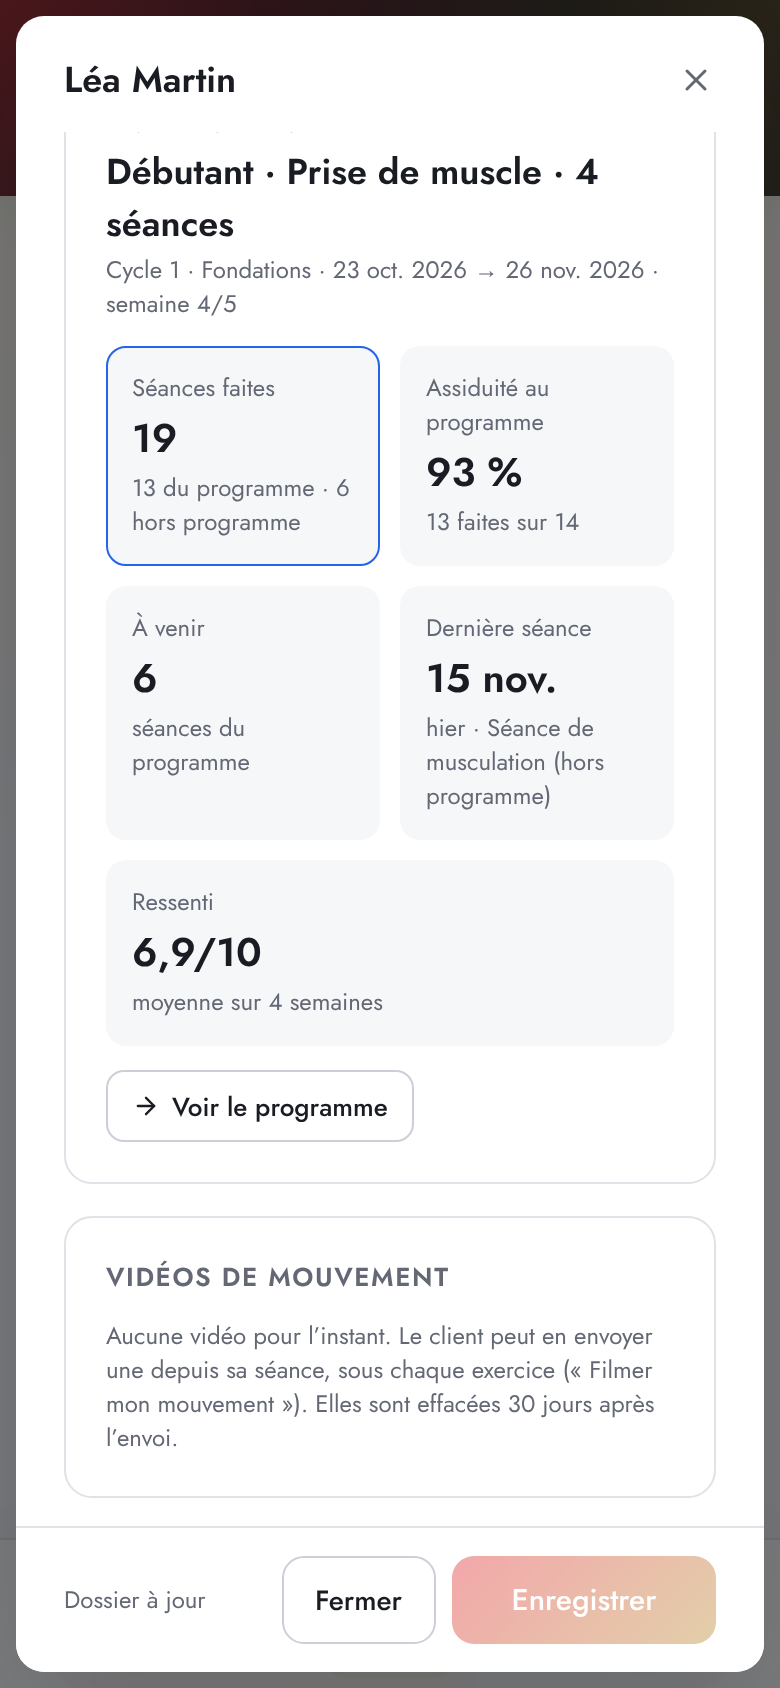 Léa Martin
Débutant · Prise de muscle · 4
séances
Cycle 1 · Fondations · 23 oct. 2026 → 26 nov. 2026 ·
semaine 4/5
Séances faites
19
13 du programme · 6
hors programme
Assiduité au
programme
93 %
13 faites sur 14
À venir
6
séances du
programme
Dernière séance
15 nov.
hier · Séance de
musculation (hors
programme)
Ressenti
6,9/10
moyenne sur 4 semaines
→ Voir le programme
VIDÉOS DE MOUVEMENT
Aucune vidéo pour l’instant. Le client peut en envoyer
une depuis sa séance, sous chaque exercice (« Filmer
mon mouvement »). Elles sont effacées 30 jours après
l’envoi.
Dossier à jour
Fermer
Enregistrer